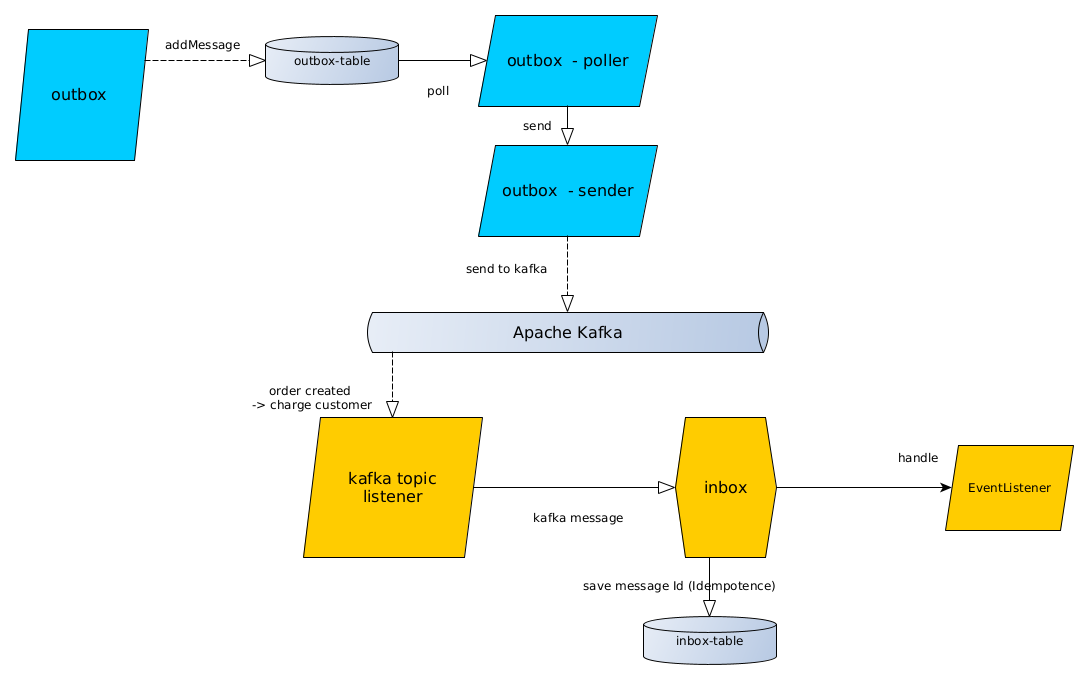 addMessage
outbox-table
outbox - poller
outbox
poll
send
outbox - sender
send to kafka
Apache Kafka
order created
-> charge customer
kafka topic
listener
inbox
handle
EventListener
kafka message
save message Id (Idempotence)
inbox-table